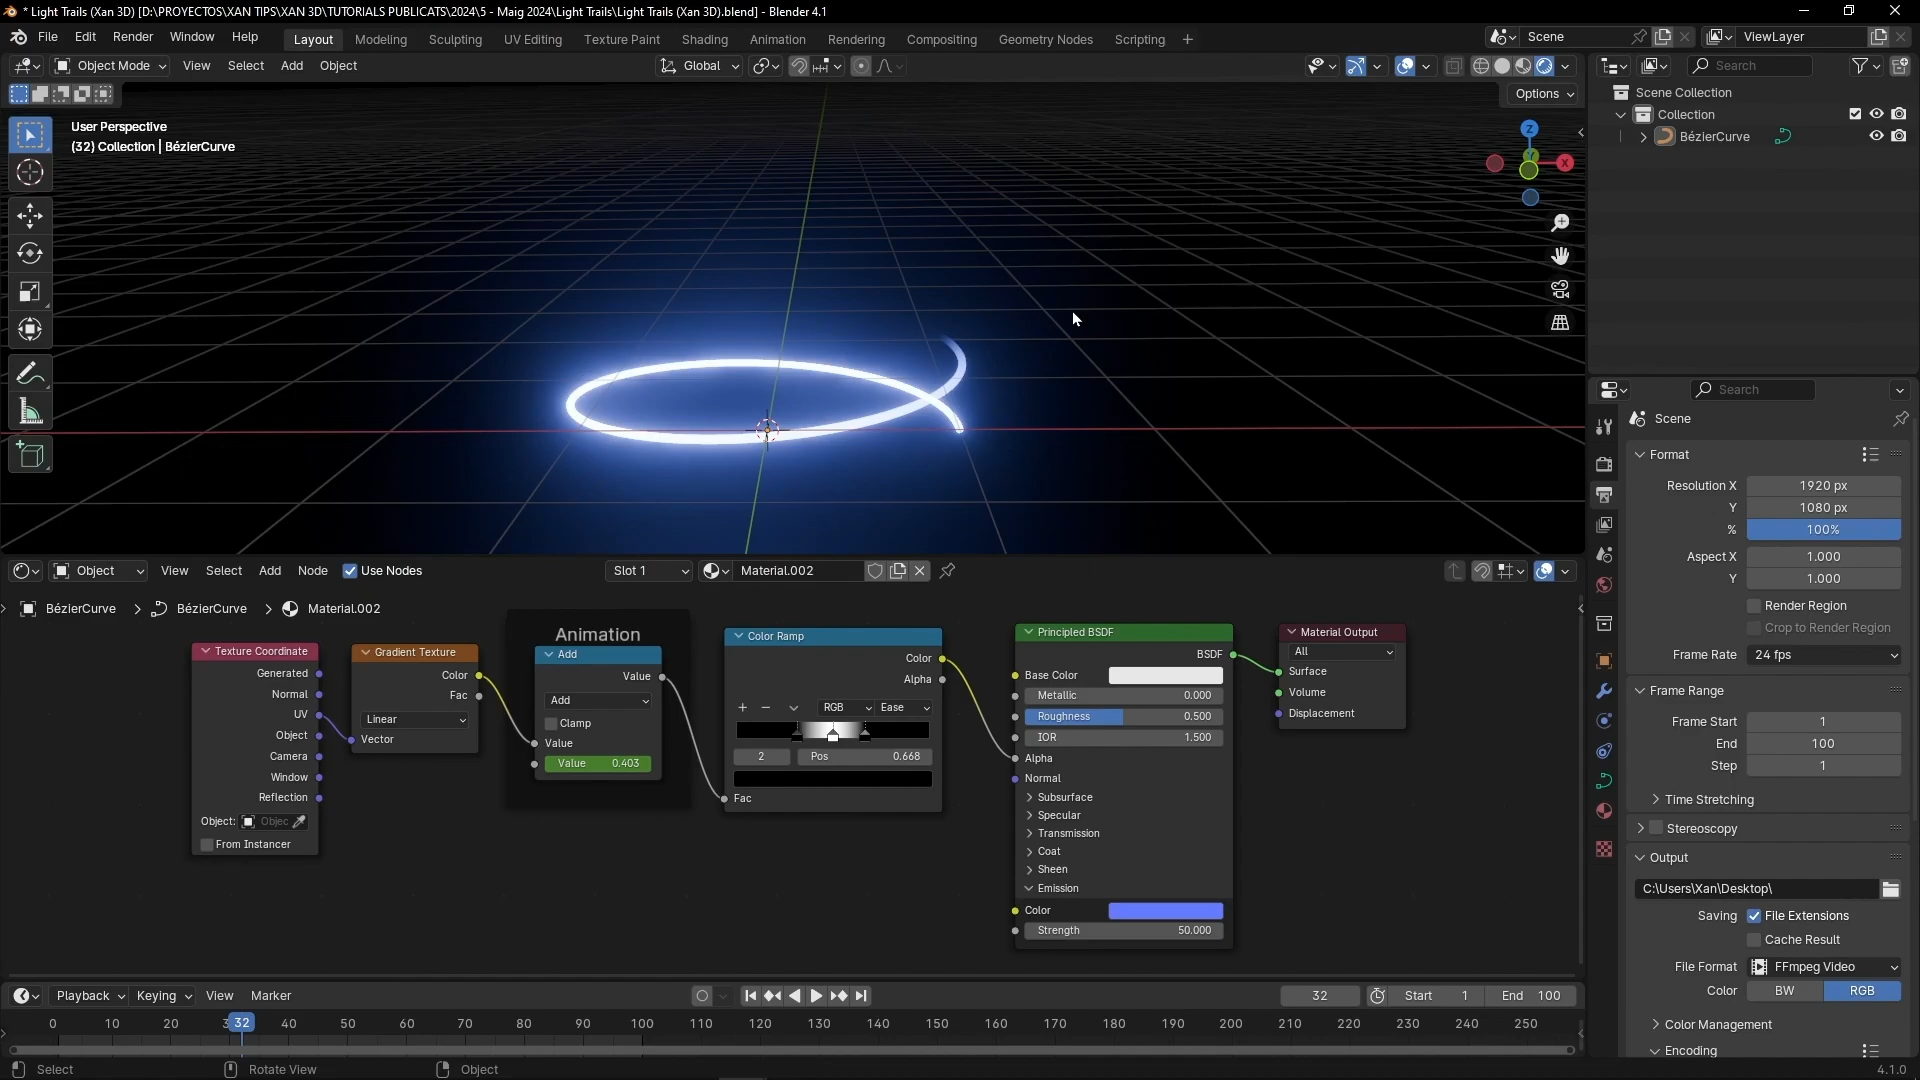 * Light Trails (Xan 3D) [D:\PROYECTOS\XAN TIPS\XAN 3D\TUTORIALS PUBLICATS\2024\5 - Maig 2024\Light Trails\Light Trails (Xan 3D).blend] - Blender 4.1
File Edit Render Window Help Layout Modeling Sculpting UV Editing Texture Paint Shading Animation Rendering Compositing Geometry Nodes Scripting + Scene ViewLayer
Object Mode View Select Add Object Global Search
Options
User Perspective
(32) Collection | BézierCurve
Z
X
Scene Collection
Collection
BézierCurve
Search
Scene
Format
Resolution X 1920 px
Y 1080 px
% 100%
Aspect X 1.000
Y 1.000
Render Region
Crop to Render Region
Frame Rate 24 fps
Frame Range
Frame Start 1
End 100
Step 1
Time Stretching
Stereoscopy
Output
C:\Users\Xan\Desktop\
Saving File Extensions
Cache Result
File Format FFmpeg Video
Color BW RGB
Color Management
Encoding
Object View Select Add Node Use Nodes Slot 1 Material.002
BézierCurve > BézierCurve > Material.002
Texture Coordinate
Generated
Normal
UV
Object
Camera
Window
Reflection
Object: Objec
From Instancer
Gradient Texture
Color
Fac
Linear
Vector
Animation
Add
Value
Add
Clamp
Value
Value 0.403
Color Ramp
Color
Alpha
+ − RGB Ease
2 Pos 0.668
Fac
Principled BSDF
BSDF
Base Color
Metallic 0.000
Roughness 0.500
IOR 1.500
Alpha
Normal
Subsurface
Specular
Transmission
Coat
Sheen
Emission
Color
Strength 50.000
Material Output
All
Surface
Volume
Displacement
Playback Keying View Marker 32 Start 1 End 100
0 10 20 3 32 40 50 60 70 80 90 100 110 120 130 140 150 160 170 180 190 200 210 220 230 240 250
Select Rotate View Object 4.1.0